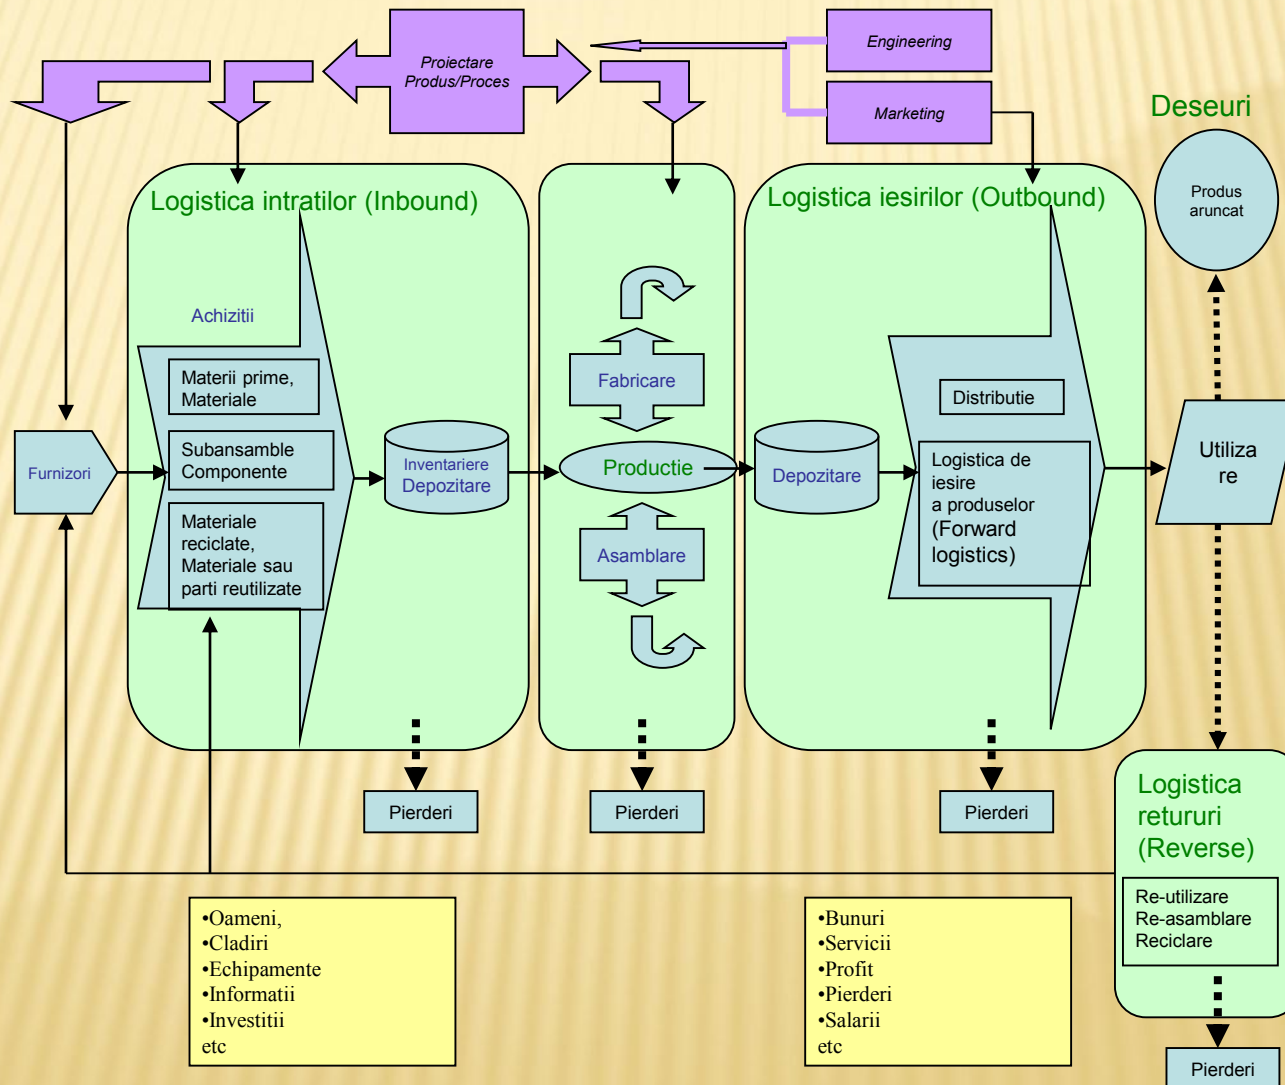 Engineering
Proiectare
Produs/Proces
Marketing
Deseuri
Produs
aruncat
Logistica intratilor (Inbound)
Logistica iesirilor (Outbound)
Achizitii
Materii prime,
Materiale
Subansamble
Componente
Materiale
reciclate,
Materiale sau
parti reutilizate
Furnizori
Inventariere
Depozitare
Fabricare
Productie
Asamblare
Depozitare
Distributie
Logistica de
iesire
a produselor
(Forward
logistics)
Utiliza
re
Pierderi
Pierderi
Pierderi
Logistica
retururi
(Reverse)
Re-utilizare
Re-asamblare
Reciclare
Pierderi
•Oameni,
•Cladiri
•Echipamente
•Informatii
•Investitii
etc
•Bunuri
•Servicii
•Profit
•Pierderi
•Salarii
etc